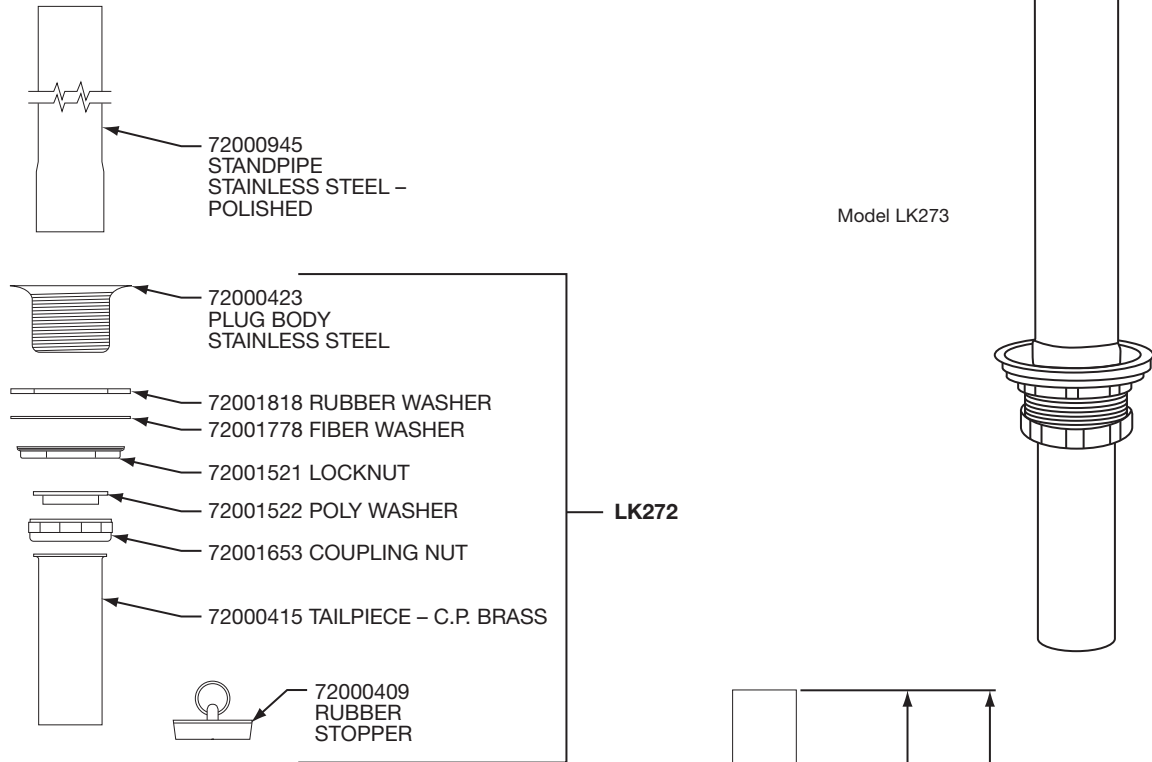 72000945
STANDPIPE
STAINLESS STEEL –
POLISHED
Model LK273
72000423
PLUG BODY
STAINLESS STEEL
72001818 RUBBER WASHER
72001778 FIBER WASHER
72001521 LOCKNUT
72001522 POLY WASHER
LK272
72001653 COUPLING NUT
72000415 TAILPIECE – C.P. BRASS
72000409
RUBBER
STOPPER